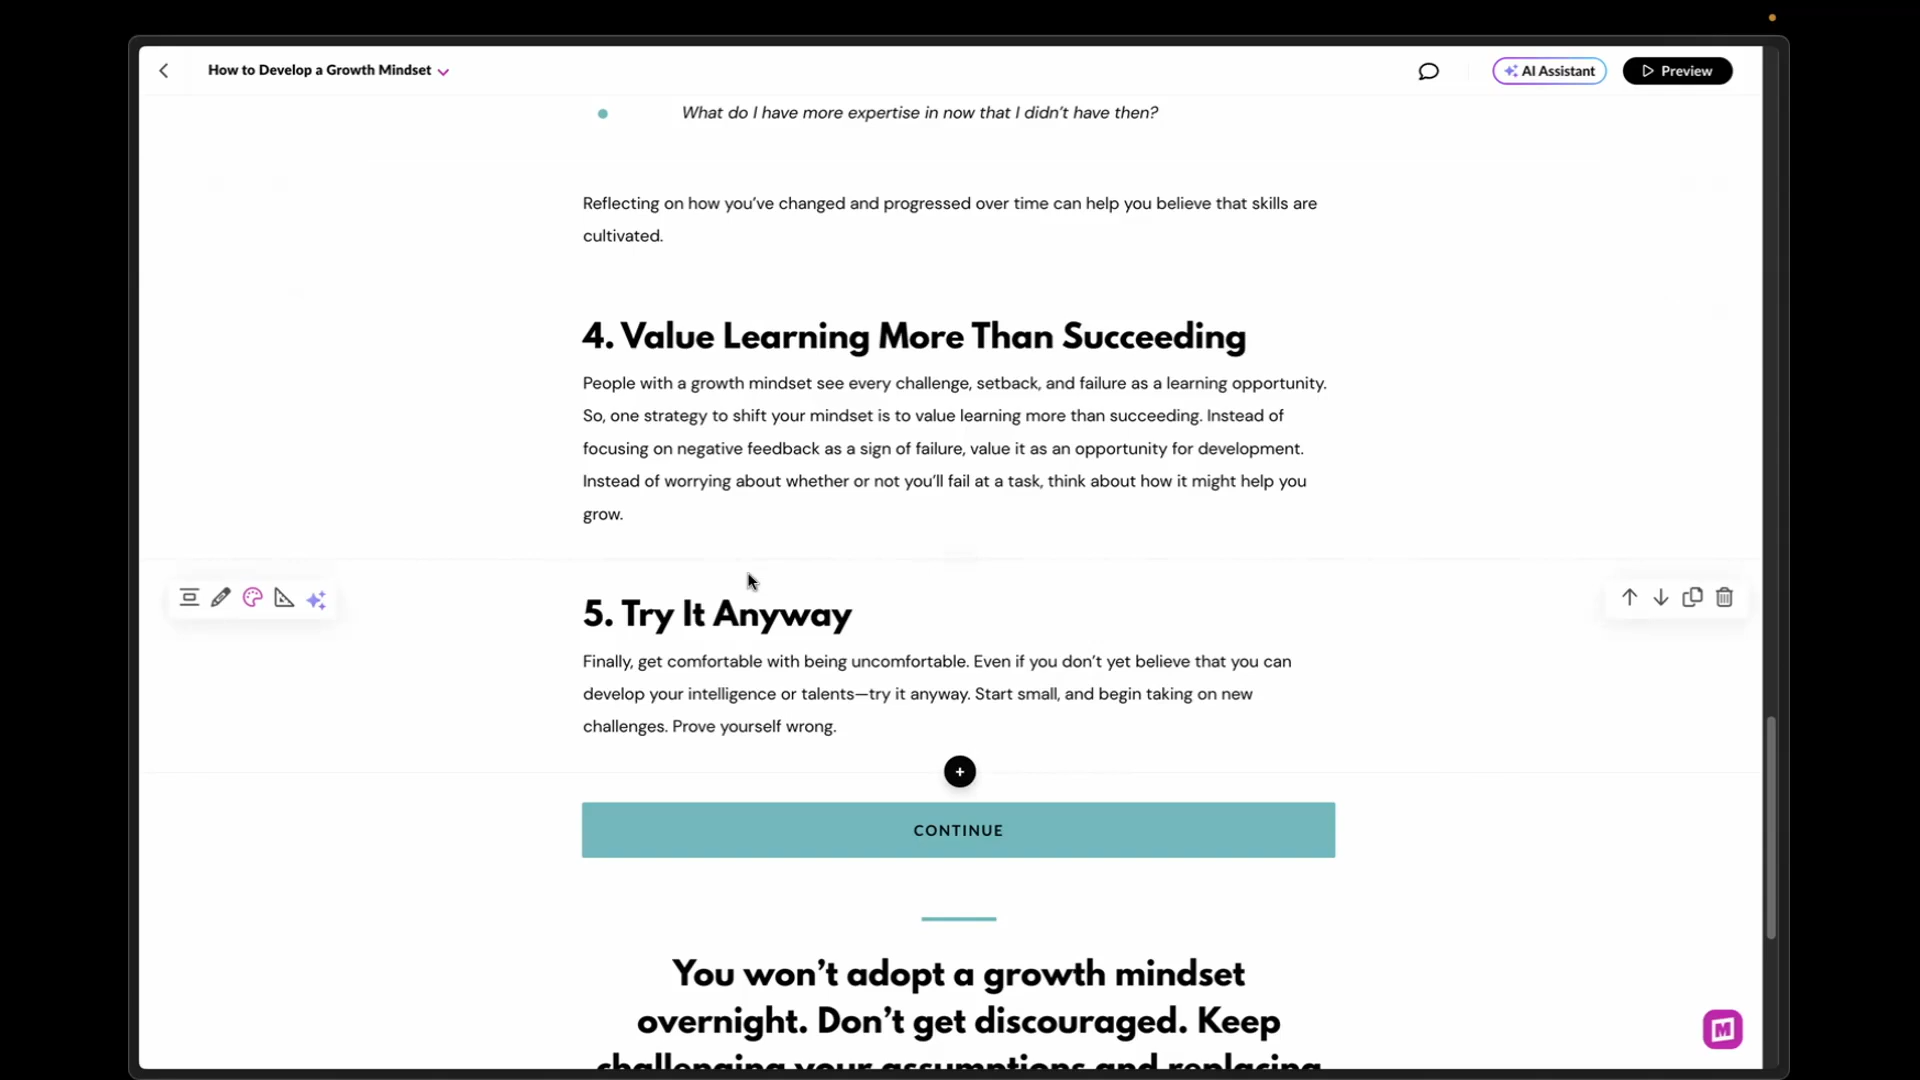 How to Develop a Growth Mindset
AI Assistant
Preview
What do I have more expertise in now that I didn’t have then?
Reflecting on how you’ve changed and progressed over time can help you believe that skills are
cultivated.
4. Value Learning More Than Succeeding
People with a growth mindset see every challenge, setback, and failure as a learning opportunity.
So, one strategy to shift your mindset is to value learning more than succeeding. Instead of
focusing on negative feedback as a sign of failure, value it as an opportunity for development.
Instead of worrying about whether or not you’ll fail at a task, think about how it might help you
grow.
5. Try It Anyway
Finally, get comfortable with being uncomfortable. Even if you don’t yet believe that you can
develop your intelligence or talents—try it anyway. Start small, and begin taking on new
challenges. Prove yourself wrong.
CONTINUE
You won’t adopt a growth mindset
overnight. Don’t get discouraged. Keep
challenging your assumptions and replacing
M